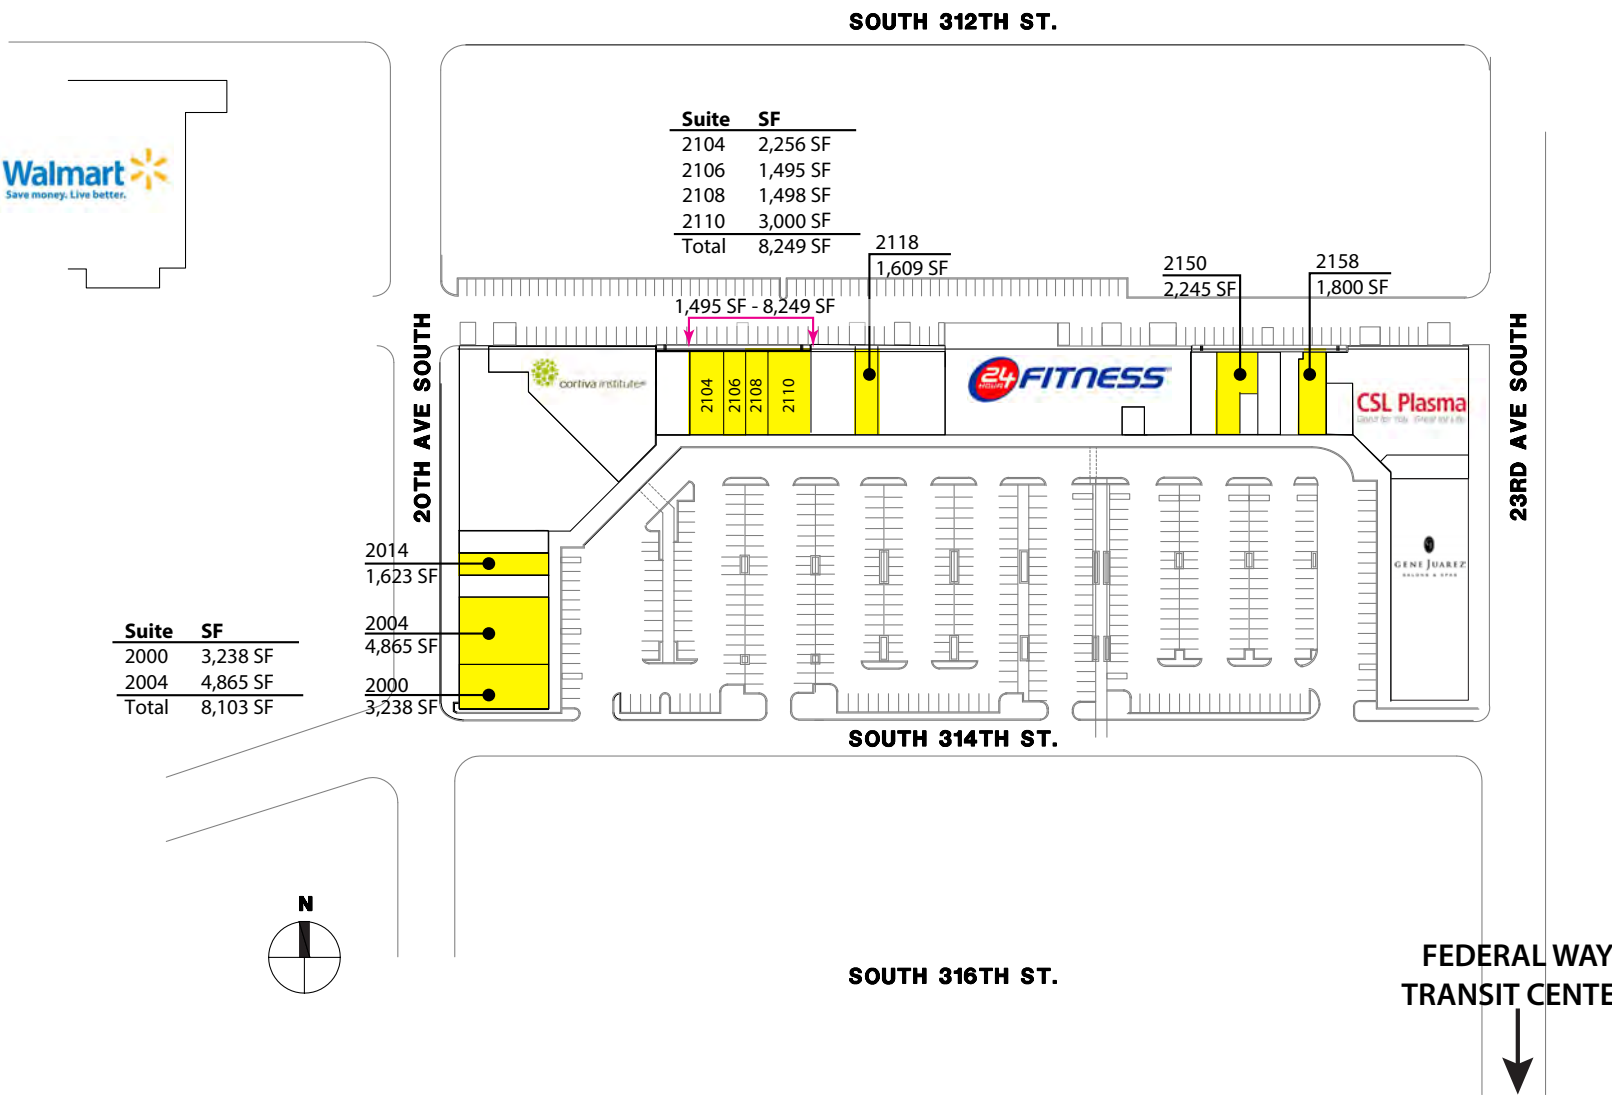 SOUTH 312TH ST.
Walmart
Save money. Live better.
Suite SF
2104 2,256 SF
2106 1,495 SF
2108 1,498 SF
2110 3,000 SF
Total 8,249 SF
2118
1,609 SF
2150
2,245 SF
2158
1,800 SF
1,495 SF - 8,249 SF
20TH AVE SOUTH
23RD AVE SOUTH
cortiva institute
2104
2106
2108
2110
24
HOUR
FITNESS
CSL Plasma
GENE JUAREZ
SALONS & SPAS
2014
1,623 SF
2004
4,865 SF
2000
3,238 SF
Suite SF
2000 3,238 SF
2004 4,865 SF
Total 8,103 SF
SOUTH 314TH ST.
N
SOUTH 316TH ST.
FEDERAL WAY
TRANSIT CENTE